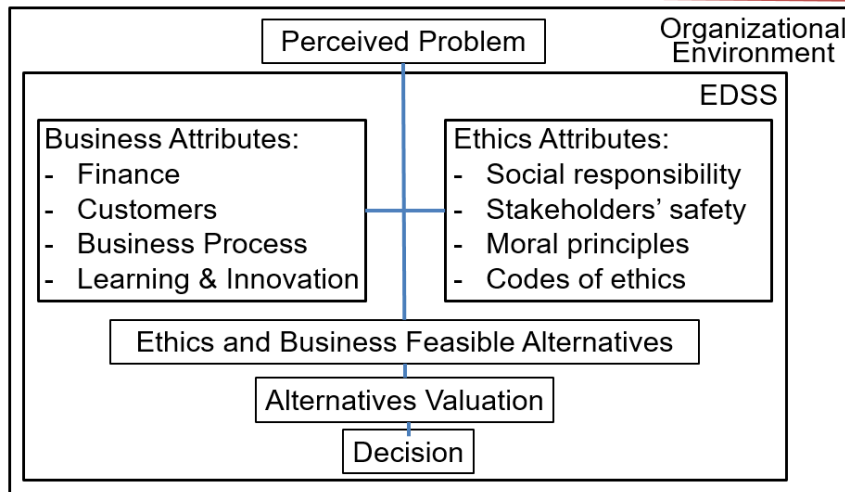 Organizational
Environment
Perceived Problem
EDSS
Business Attributes:
- Finance
- Customers
- Business Process
- Learning & Innovation
Ethics Attributes:
- Social responsibility
- Stakeholders’ safety
- Moral principles
- Codes of ethics
Ethics and Business Feasible Alternatives
Alternatives Valuation
Decision